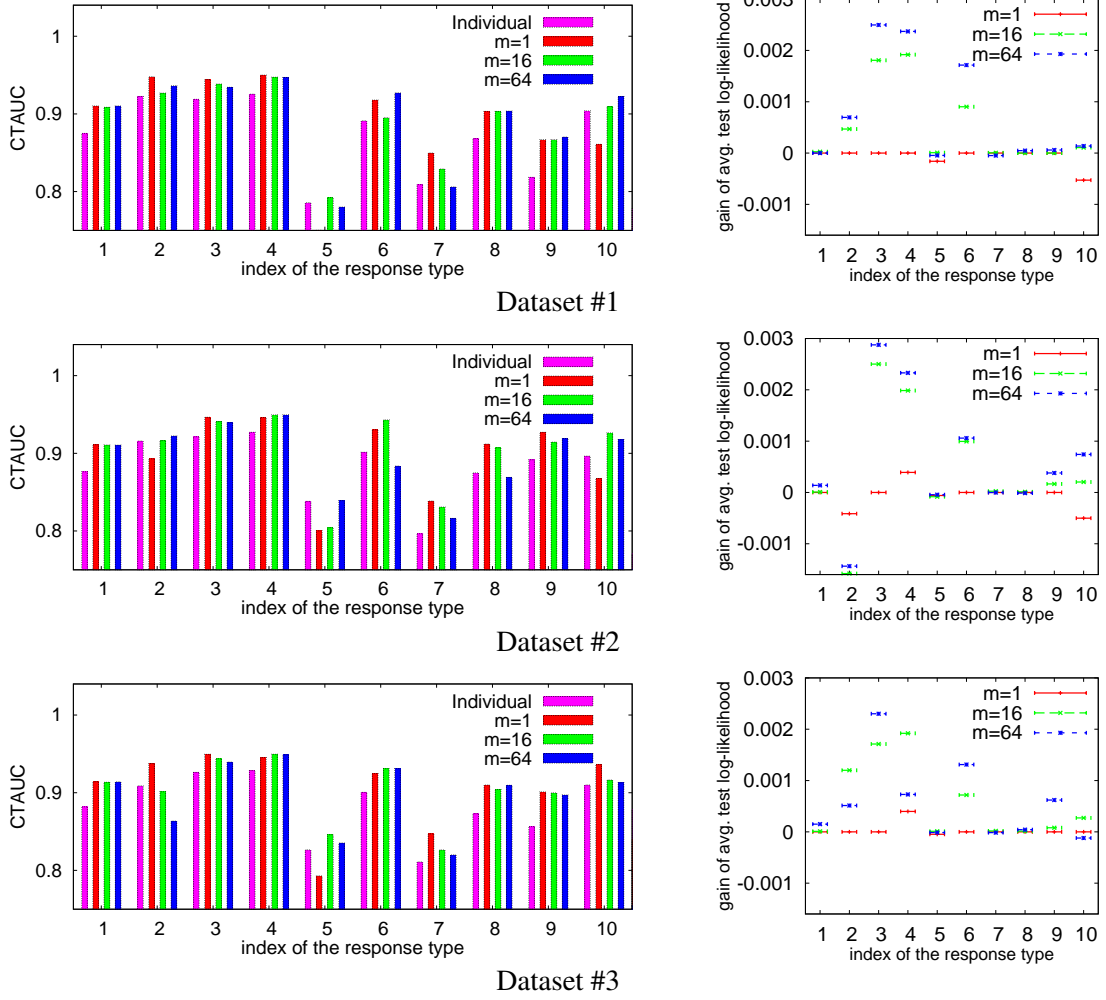 Individual
m=1
m=16
m=64
CTAUC
1
0.9
0.8
1 2 3 4 5 6 7 8 9 10
index of the response type
gain of avg. test log-likelihood
0.003
0.002
0.001
0
-0.001
m=1
m=16
m=64
1 2 3 4 5 6 7 8 9 10
index of the response type
Dataset #1
Individual
m=1
m=16
m=64
CTAUC
1
0.9
0.8
1 2 3 4 5 6 7 8 9 10
index of the response type
gain of avg. test log-likelihood
0.003
0.002
0.001
0
-0.001
m=1
m=16
m=64
1 2 3 4 5 6 7 8 9 10
index of the response type
Dataset #2
Individual
m=1
m=16
m=64
CTAUC
1
0.9
0.8
1 2 3 4 5 6 7 8 9 10
index of the response type
gain of avg. test log-likelihood
0.003
0.002
0.001
0
-0.001
m=1
m=16
m=64
1 2 3 4 5 6 7 8 9 10
index of the response type
Dataset #3